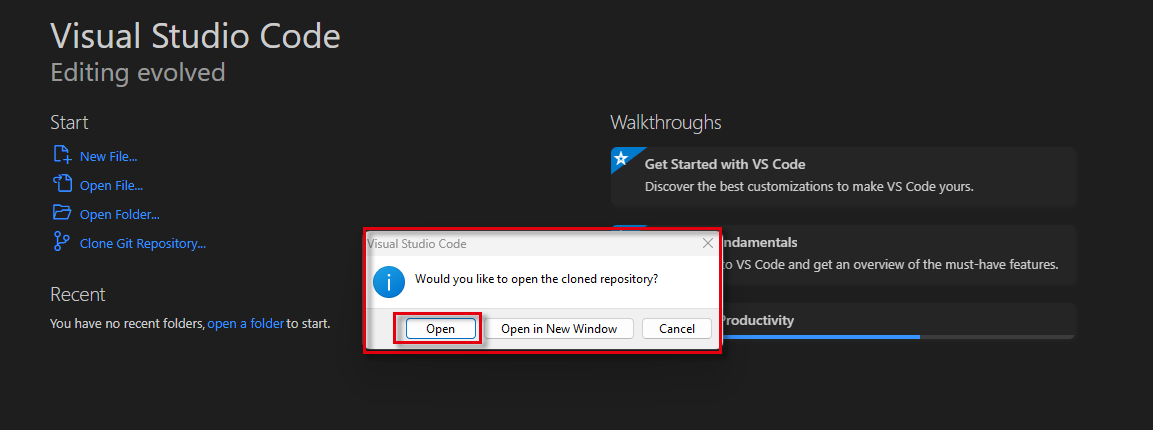 Visual Studio Code
Editing evolved
Start
New File...
Open File...
Open Folder...
Clone Git Repository...
Recent
You have no recent folders, open a folder to start.
Walkthroughs
Get Started with VS Code
Discover the best customizations to make VS Code yours.
ndamentals
to VS Code and get an overview of the must-have features.
Productivity
Visual Studio Code
Would you like to open the cloned repository?
Open
Open in New Window
Cancel